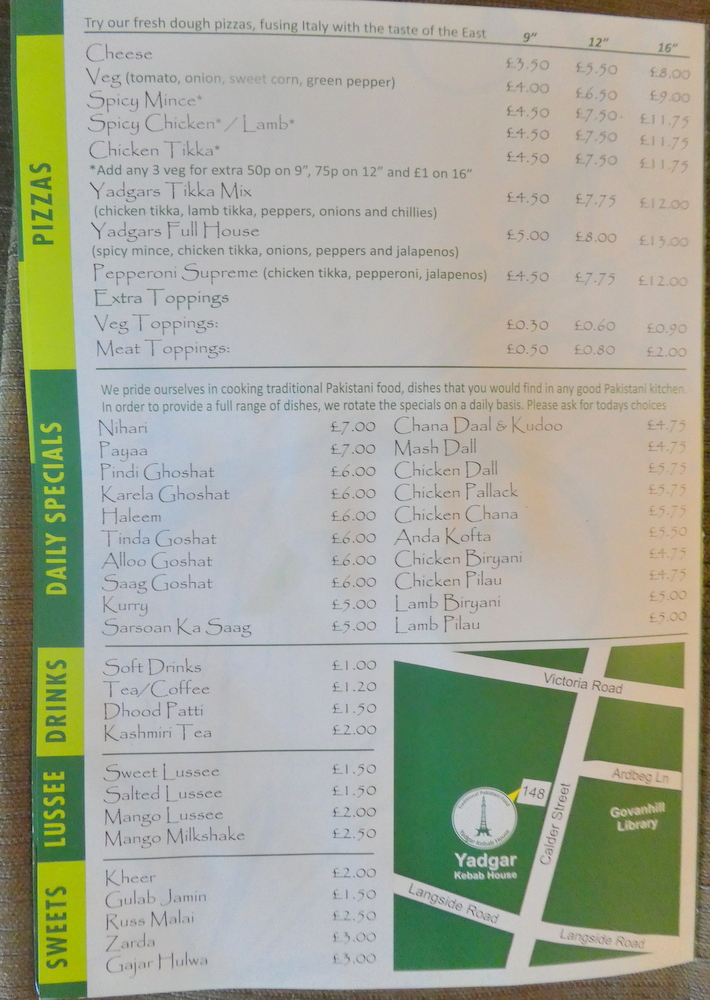 Try our fresh dough pizzas, fusing Italy with the taste of the East 9" 12" 16"
PIZZAS
Cheese £3.50 £5.50 £8.00
Veg (tomato, onion, sweet corn, green pepper) £4.00 £6.50 £9.00
Spicy Mince* £4.50 £7.50 £11.75
Spicy Chicken* / Lamb* £4.50 £7.50 £11.75
Chicken Tikka* £4.50 £7.50 £11.75
*Add any 3 veg for extra 50p on 9", 75p on 12" and £1 on 16"
Yadgars Tikka Mix £4.50 £7.75 £12.00
(chicken tikka, lamb tikka, peppers, onions and chillies)
Yadgars Full House £5.00 £8.00 £13.00
(spicy mince, chicken tikka, onions, peppers and jalapenos)
Pepperoni Supreme (chicken tikka, pepperoni, jalapenos) £4.50 £7.75 £12.00
Extra Toppings
Veg Toppings: £0.30 £0.60 £0.90
Meat Toppings: £0.50 £0.80 £2.00
DAILY SPECIALS
We pride ourselves in cooking traditional Pakistani food, dishes that you would find in any good Pakistani kitchen.
In order to provide a full range of dishes, we rotate the specials on a daily basis. Please ask for todays choices
Nihari £7.00 Chana Daal & Kudoo £4.75
Payaa £7.00 Mash Dall £4.75
Pindi Ghoshat £6.00 Chicken Dall £5.75
Karela Ghoshat £6.00 Chicken Pallack £5.75
Haleem £6.00 Chicken Chana £5.75
Tinda Goshat £6.00 Anda Kofta £5.50
Alloo Goshat £6.00 Chicken Biryani £4.75
Saag Goshat £6.00 Chicken Pilau £4.75
Kurry £5.00 Lamb Biryani £5.00
Sarsoan Ka Saag £5.00 Lamb Pilau £5.00
DRINKS
Soft Drinks £1.00
Tea/Coffee £1.20
Dhood Patti £1.50
Kashmiri Tea £2.00
LUSSEE
Sweet Lussee £1.50
Salted Lussee £1.50
Mango Lussee £2.00
Mango Milkshake £2.50
SWEETS
Kheer £2.00
Gulab Jamin £1.50
Russ Malai £2.50
Zarda £3.00
Gajar Hulwa £3.00
Victoria Road
Ardbeg Ln
148
Calder Street
Govanhill
Library
Traditional Pakistani Food
Yadgar Kebab House
Yadgar
Kebab House
Langside Road
Langside Road